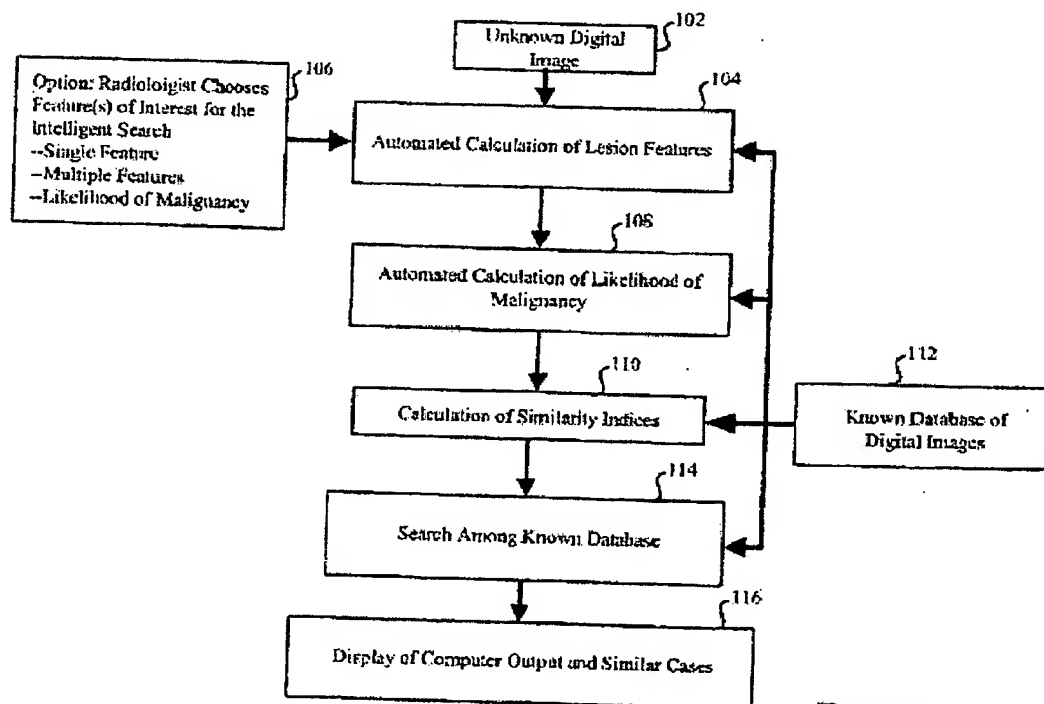 102
Unknown Digital
Image
106
Option: Radioloigist Chooses
Feature(s) of Interest for the
Intelligent Search
--Single Feature
--Multiple Features
--Likelihood of Malignancy
104
Automated Calculation of Lesion Features
108
Automated Calculation of Likelihood of
Malignancy
110
Calculation of Similarity Indices
112
Known Database of
Digital Images
114
Search Among Known Database
116
Display of Computer Output and Similar Cases